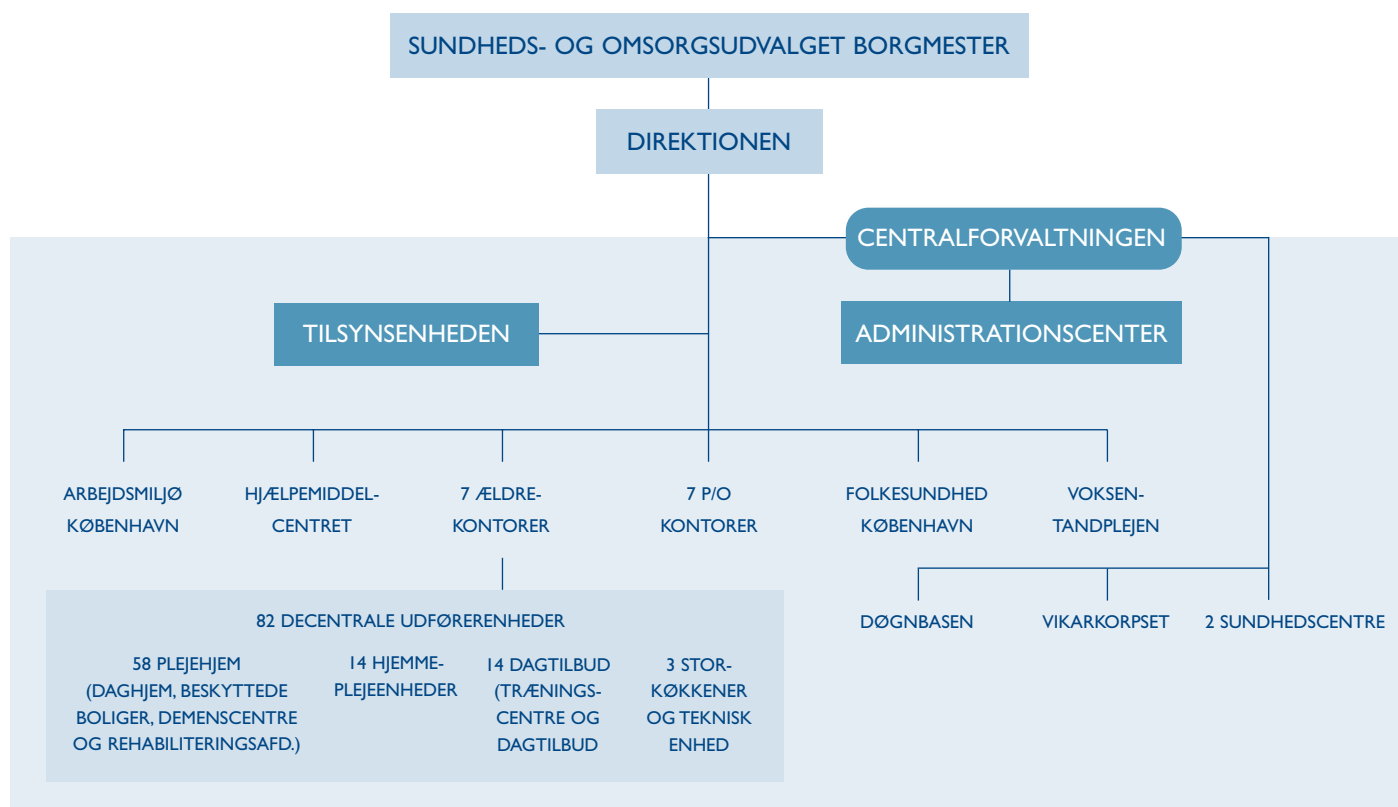 SUNDHEDS- OG OMSORGSUDVALGET BORGMESTER
DIREKTIONEN
CENTRALFORVALTNINGEN
TILSYNSENHEDEN
ADMINISTRATIONSCENTER
ARBEJDSMILJØ
KØBENHAVN
HJÆLPEMIDDEL-
CENTRET
7 ÆLDRE-
KONTORER
7 P/O
KONTORER
FOLKESUNDHED
KØBENHAVN
VOKSEN-
TANDPLEJEN
DØGNBASEN
VIKARKORPSET
2 SUNDHEDSCENTRE
82 DECENTRALE UDFØRERENHEDER
58 PLEJEHJEM
(DAGHJEM, BESKYTTEDE
BOLIGER, DEMENSCENTRE
OG REHABILITERINGSAFD.)
14 HJEMME-
PLEJEENHEDER
14 DAGTILBUD
(TRÆNINGS-
CENTRE OG
DAGTILBUD
3 STOR-
KØKKENER
OG TEKNISK
ENHED